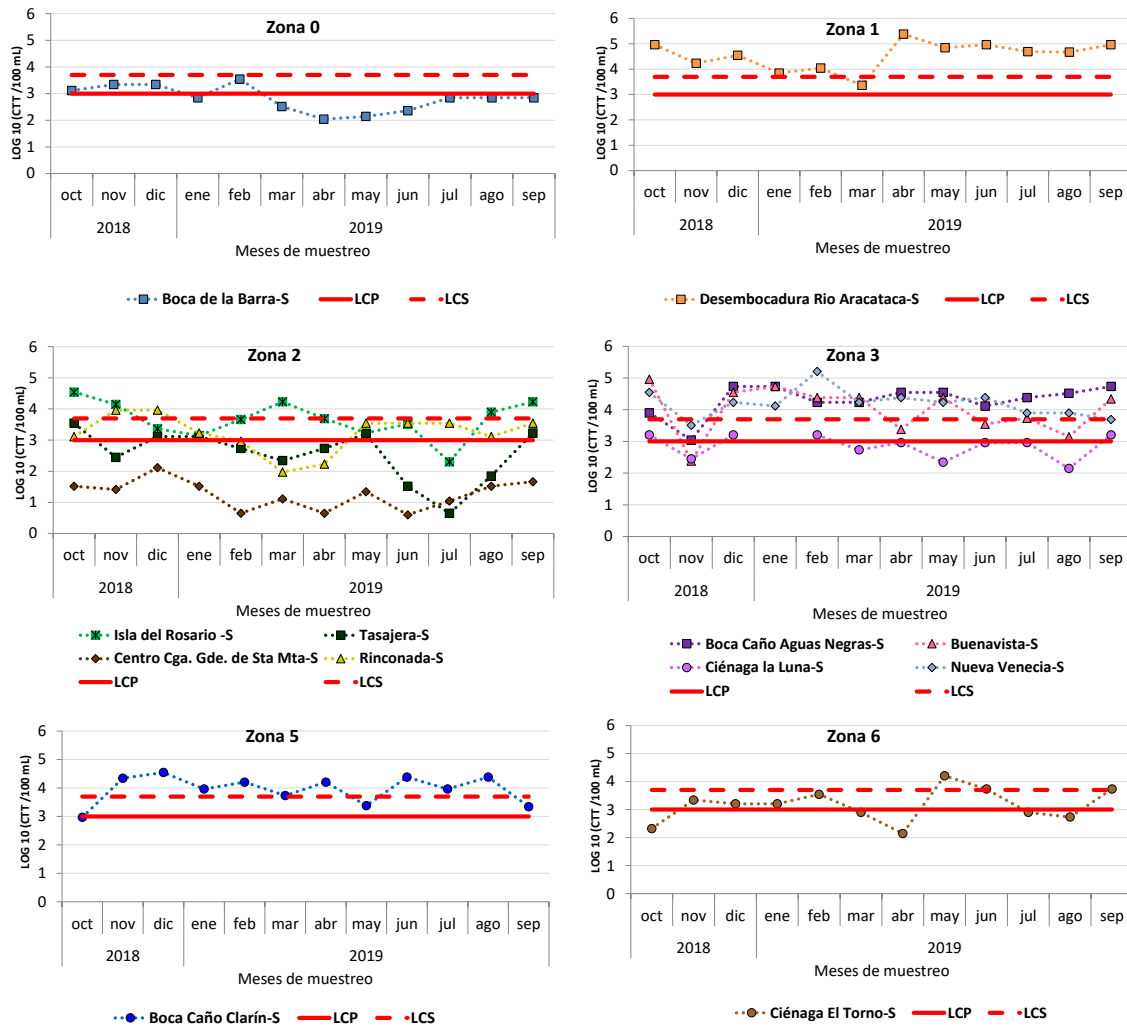 Zona 0
LOG 10 (CTT /100 mL)
6
5
4
3
2
1
0
oct nov dic ene feb mar abr may jun jul ago sep
2018 2019
Meses de muestreo
Boca de la Barra-S LCP LCS
Zona 1
LOG 10 (CTT /100 mL)
6
5
4
3
2
1
0
oct nov dic ene feb mar abr may jun jul ago sep
2018 2019
Meses de muestreo
Desembocadura Rio Aracataca-S LCP LCS
Zona 2
LOG 10 (CTT /100 mL)
6
5
4
3
2
1
0
oct nov dic ene feb mar abr may jun jul ago sep
2018 2019
Meses de muestreo
Isla del Rosario -S Tasajera-S
Centro Cga. Gde. de Sta Mta-S Rinconada-S
LCP LCS
Zona 3
LOG 10 (CTT /100 mL)
6
5
4
3
2
1
0
oct nov dic ene feb mar abr may jun jul ago sep
2018 2019
Meses de muestreo
Boca Caño Aguas Negras-S Buenavista-S
Ciénaga la Luna-S Nueva Venecia-S
LCP LCS
Zona 5
LOG 10 (CTT /100 mL)
6
5
4
3
2
1
0
oct nov dic ene feb mar abr may jun jul ago sep
2018 2019
Meses de muestreo
Boca Caño Clarín-S LCP LCS
Zona 6
LOG 10 (CTT /100 mL)
6
5
4
3
2
1
0
oct nov dic ene feb mar abr may jun jul ago sep
2018 2019
Meses de muestreo
Ciénaga El Torno-S LCP LCS